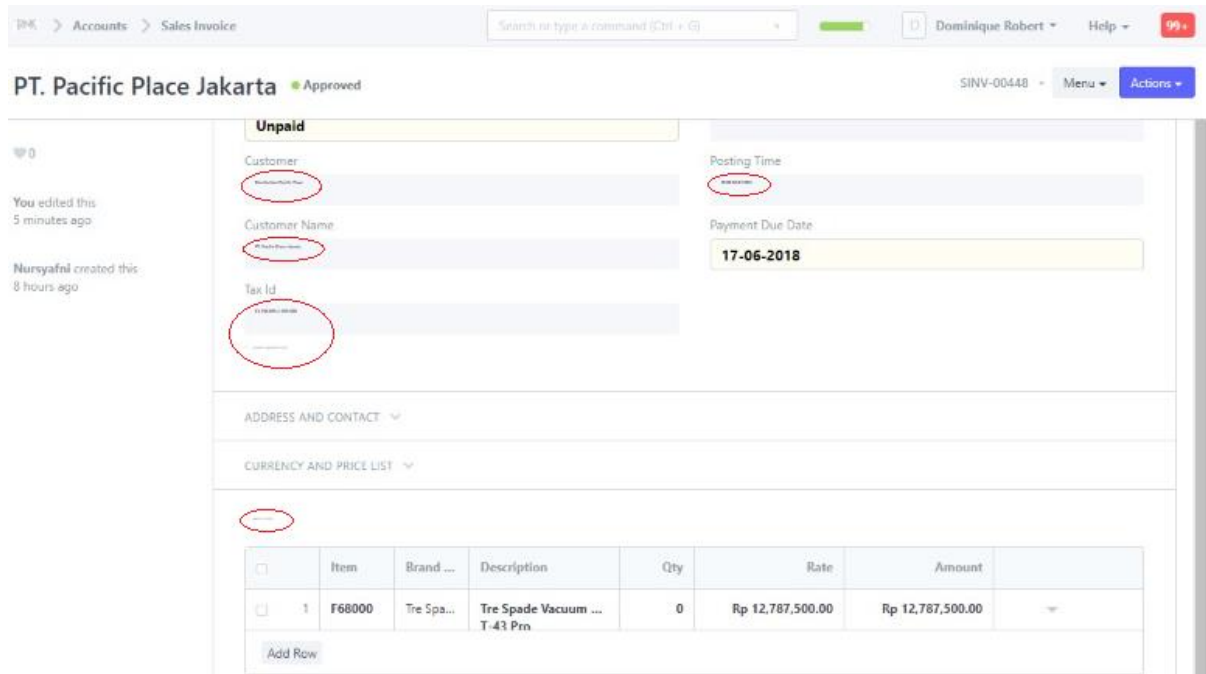 Accounts > Sales Invoice
Search or type a command (Ctrl + G)
D Dominique Robert Help 99+
PT. Pacific Place Jakarta Approved
SINV-00448 Menu Actions
0
You edited this
5 minutes ago
Nursyafni created this
8 hours ago
Unpaid
Customer
Customer Name
Tax Id
Posting Time
Payment Due Date
17-06-2018
ADDRESS AND CONTACT
CURRENCY AND PRICE LIST
Item Brand ... Description Qty Rate Amount
1 F68000 Tre Spa... Tre Spade Vacuum ... 0 Rp 12,787,500.00 Rp 12,787,500.00
T-43 Pro
Add Row